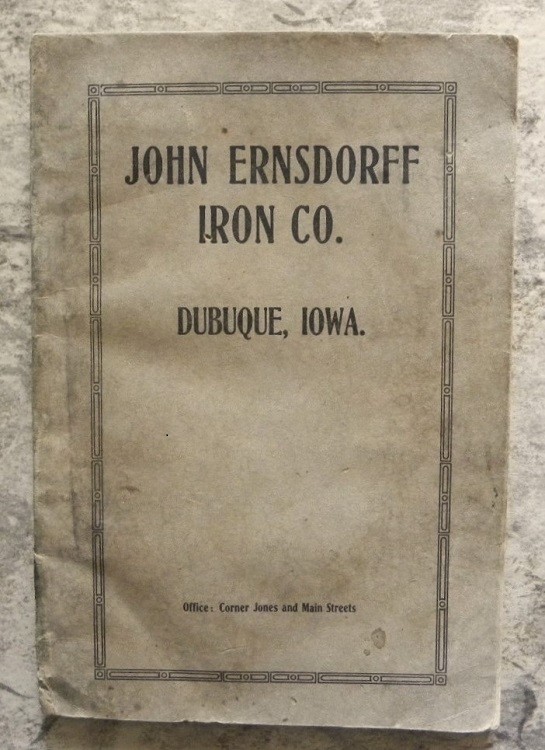 JOHN ERNSDORFF
IRON CO.
DUBUQUE, IOWA.
Office: Corner Jones and Main Streets